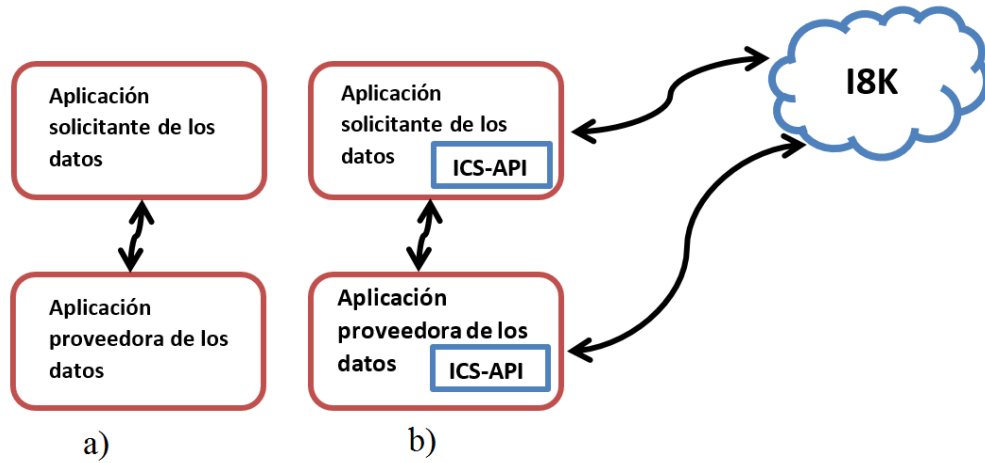 Aplicación
solicitante de los
datos
Aplicación
proveedora de los
datos
a)
Aplicación
solicitante de los
datos
ICS-API
Aplicación
proveedora de los
datos
ICS-API
b)
I8K